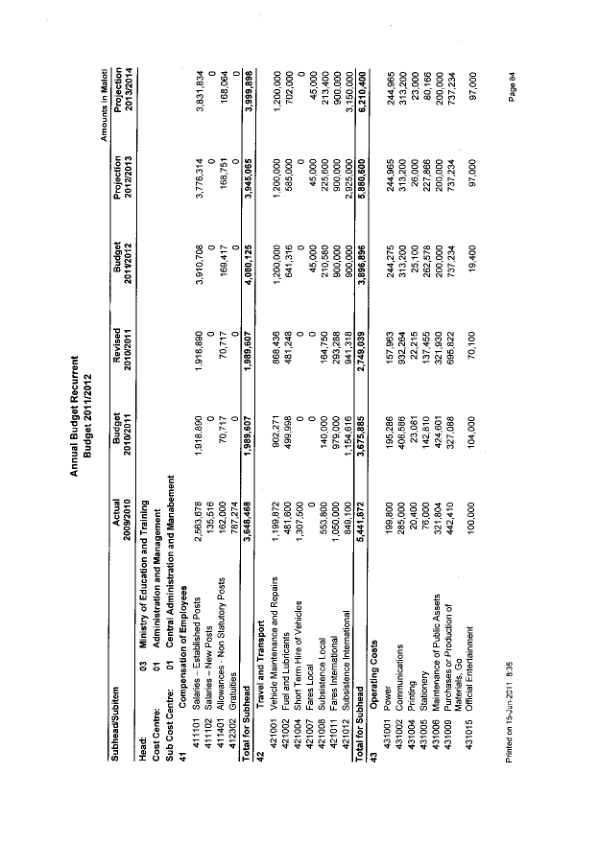 Annual Budget Recurrent
Budget 2011/2012
Amounts in Maloti
Subhead/Subitem Actual 2009/2010 Budget 2010/2011 Revised 2010/2011 Budget 2011/2012 Projection 2012/2013 Projection 2013/2014
Head: 03 Ministry of Education and Training
Cost Centre: 01 Administration and Management
Sub Cost Centre: 01 Central Administration and Manabement
41 Compensation of Employees
411101 Salaries – Established Posts 2,563,678 1,918,890 1,918,890 3,910,708 3,776,314 3,831,834
411102 Salaries – New Posts 135,516 0 0 0 0 0
411401 Allowances - Non Statutory Posts 162,000 70,717 70,717 169,417 168,751 168,064
412302 Gratuities 787,274 0 0 0 0 0
Total for Subhead 3,648,468 1,989,607 1,989,607 4,080,125 3,945,065 3,999,898
42 Travel and Transport
421001 Vehicle Maintenance and Repairs 1,199,872 902,271 868,436 1,200,000 1,200,000 1,200,000
421002 Fuel and Lubricants 481,600 499,998 481,248 641,316 585,000 702,000
421004 Short Term Hire of Vehicles 1,307,500 0 0 0 0 0
421007 Fares Local 0 0 0 45,000 45,000 45,000
421008 Subsistence Local 553,800 140,000 164,750 210,580 225,600 213,400
421011 Fares International 1,050,000 979,000 293,288 900,000 900,000 900,000
421012 Subsistence International 849,100 1,154,616 941,318 900,000 2,925,000 3,150,000
Total for Subhead 5,441,872 3,675,885 2,749,039 3,896,896 5,880,600 6,210,400
43 Operating Costs
431001 Power 199,800 195,286 157,963 244,275 244,965 244,965
431002 Communications 285,000 408,586 932,264 313,200 313,200 313,200
431004 Printing 20,400 23,081 22,215 25,100 26,000 23,000
431005 Stationery 76,000 142,810 137,455 262,578 227,866 80,166
431006 Maintenance of Public Assets 321,804 424,601 321,930 200,000 200,000 200,000
431009 Purchases or Production of 442,410 327,088 695,822 737,234 737,234 737,234
Materials, Go
431015 Official Entertainment 100,000 104,000 70,100 19,400 97,000 97,000
Printed on 15-Jun-2011 8:35
Page 84